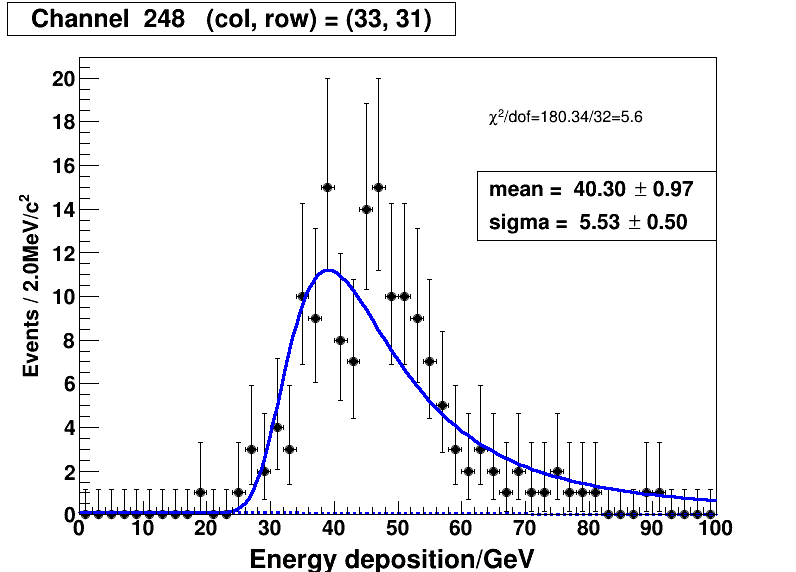 Channel 248 (col, row) = (33, 31)
χ²/dof=180.34/32=5.6
mean = 40.30 ± 0.97
sigma = 5.53 ± 0.50
Events / 2.0MeV/c²
20
18
16
14
12
10
8
6
4
2
0
0 10 20 30 40 50 60 70 80 90 100
Energy deposition/GeV